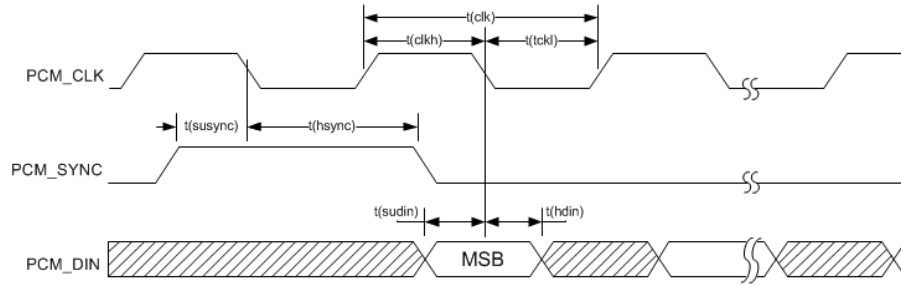 t(clk)
t(clkh) t(tckl)
PCM_CLK
t(susync) t(hsync)
PCM_SYNC
t(sudin) t(hdin)
PCM_DIN MSB